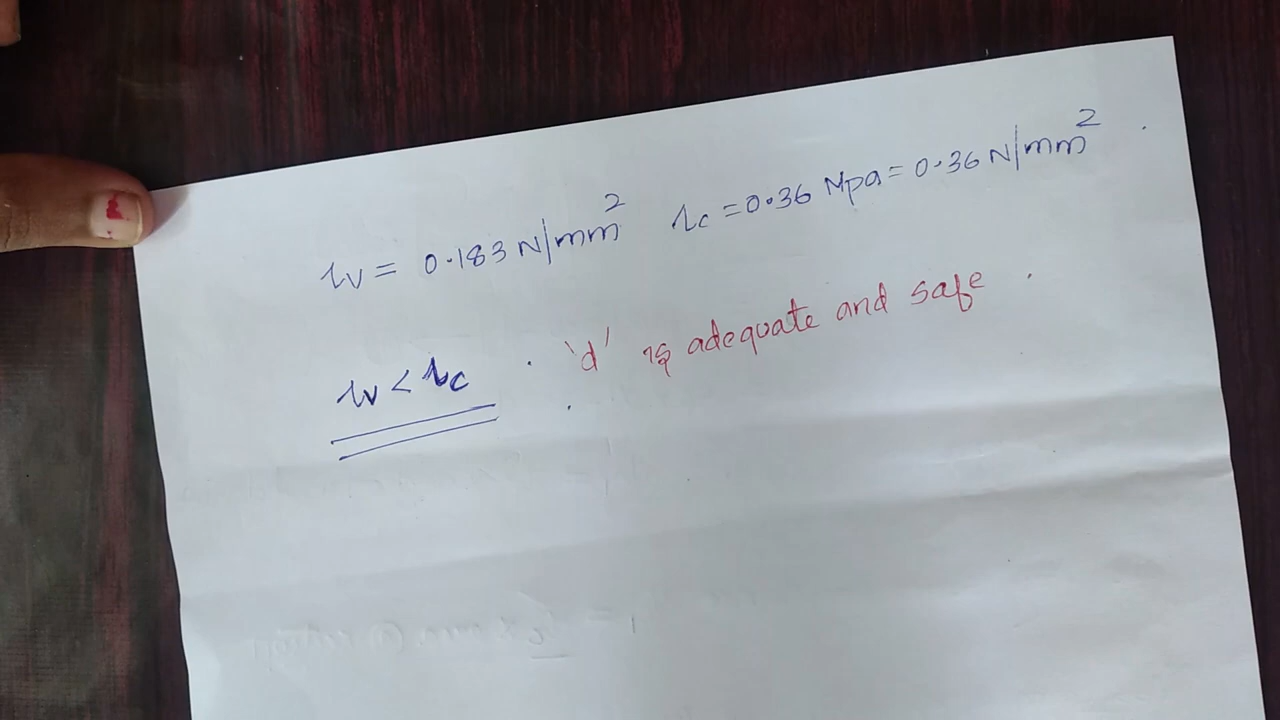 τv = 0.183 N/mm² τc = 0.36 Mpa = 0.36 N/mm².
τv < τc . 'd' is adequate and safe.